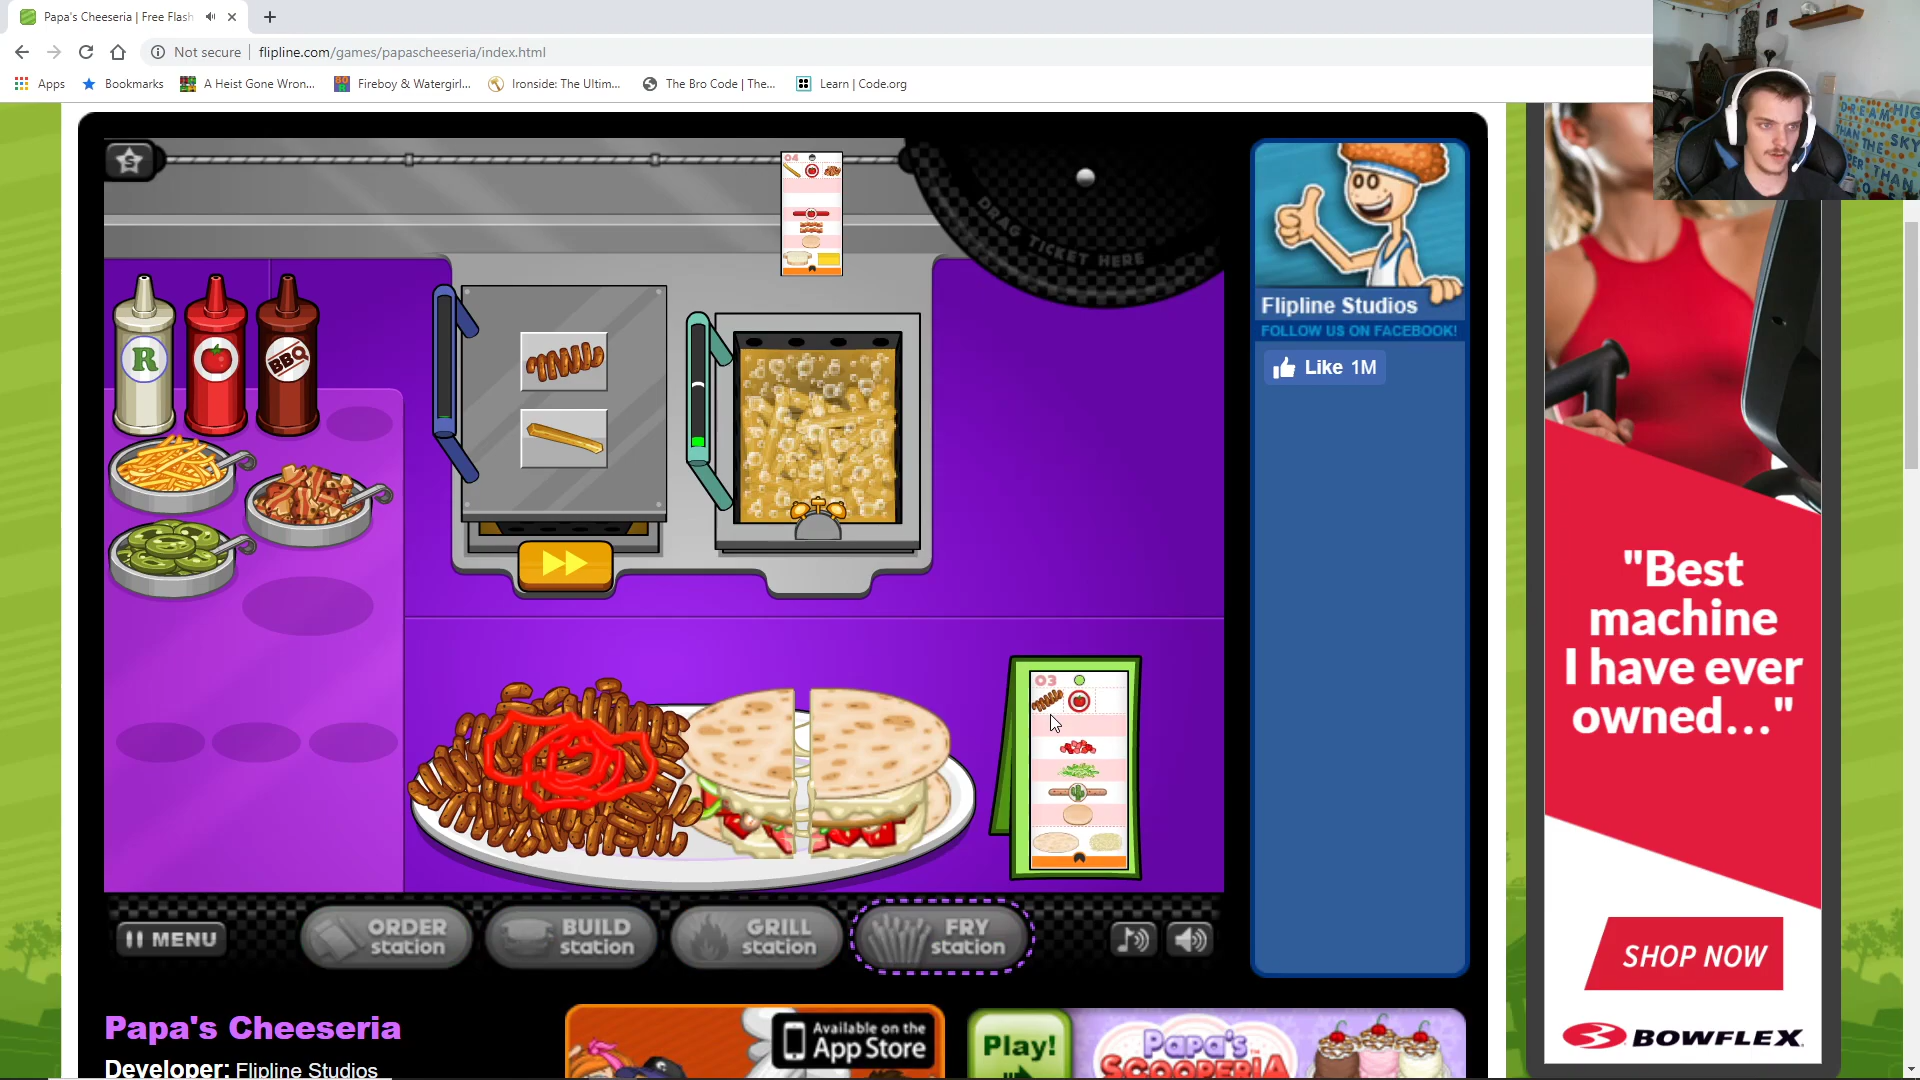 Papa's Cheeseria | Free Flash
Not secure
flipline.com/games/papascheeseria/index.html
Apps
Bookmarks
A Heist Gone Wron...
Fireboy & Watergirl...
Ironside: The Ultim...
The Bro Code | The...
Learn | Code.org
S
04
DRAG TICKET HERE
Flipline Studios
FOLLOW US ON FACEBOOK!
Like 1M
R
BBQ
03
MENU
ORDER
station
BUILD
station
GRILL
station
FRY
station
Papa's Cheeseria
Developer: Flipline Studios
Available on the
App Store
Play!
Papa's
SCOOPERIA
"Best
machine
I have ever
owned..."
SHOP NOW
BOWFLEX